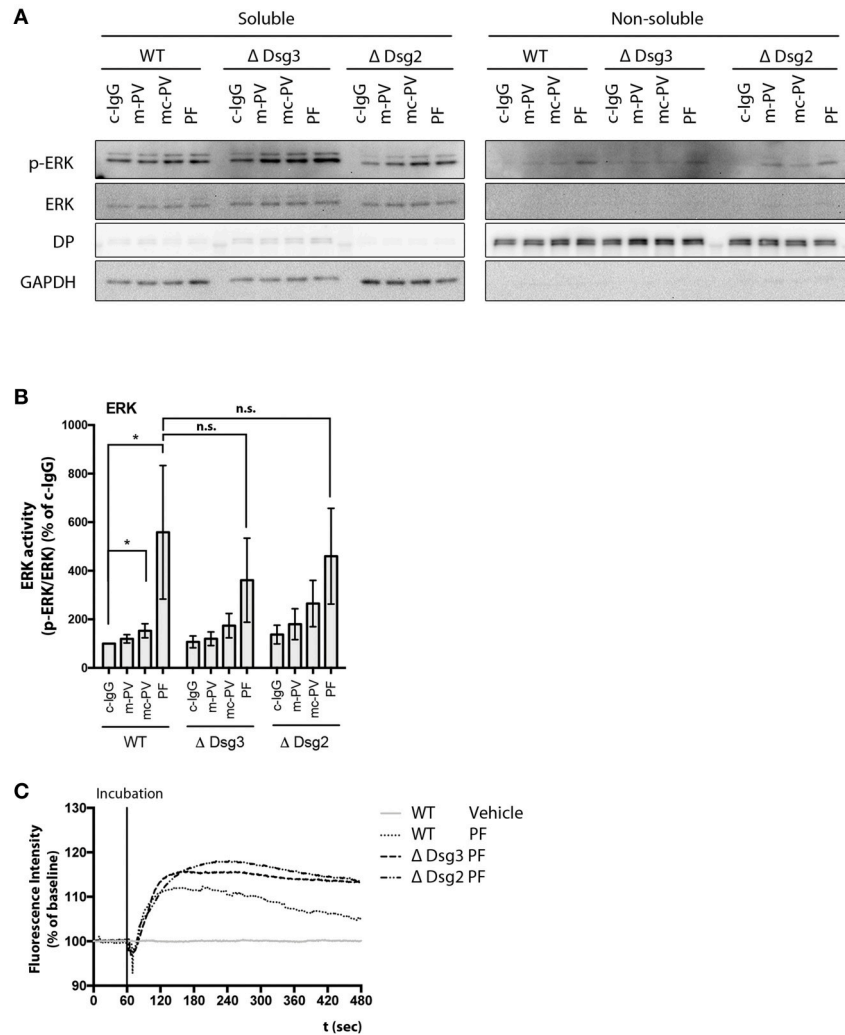 A
Soluble Non-soluble
WT Δ Dsg3 Δ Dsg2 WT Δ Dsg3 Δ Dsg2
c-IgG m-PV mc-PV PF c-IgG m-PV mc-PV PF c-IgG m-PV mc-PV PF c-IgG m-PV mc-PV PF c-IgG m-PV mc-PV PF c-IgG m-PV mc-PV PF
p-ERK
ERK
DP
GAPDH
B
ERK
n.s.
n.s.
*
*
ERK activity
(p-ERK/ERK) (% of c-IgG)
1000
800
600
400
200
0
c-IgG m-PV mc-PV PF c-IgG m-PV mc-PV PF c-IgG m-PV mc-PV PF
WT Δ Dsg3 Δ Dsg2
C
Incubation
Fluorescence Intensity
(% of baseline)
130
120
110
100
90
0 60 120 180 240 300 360 420 480
t (sec)
WT Vehicle
WT PF
Δ Dsg3 PF
Δ Dsg2 PF